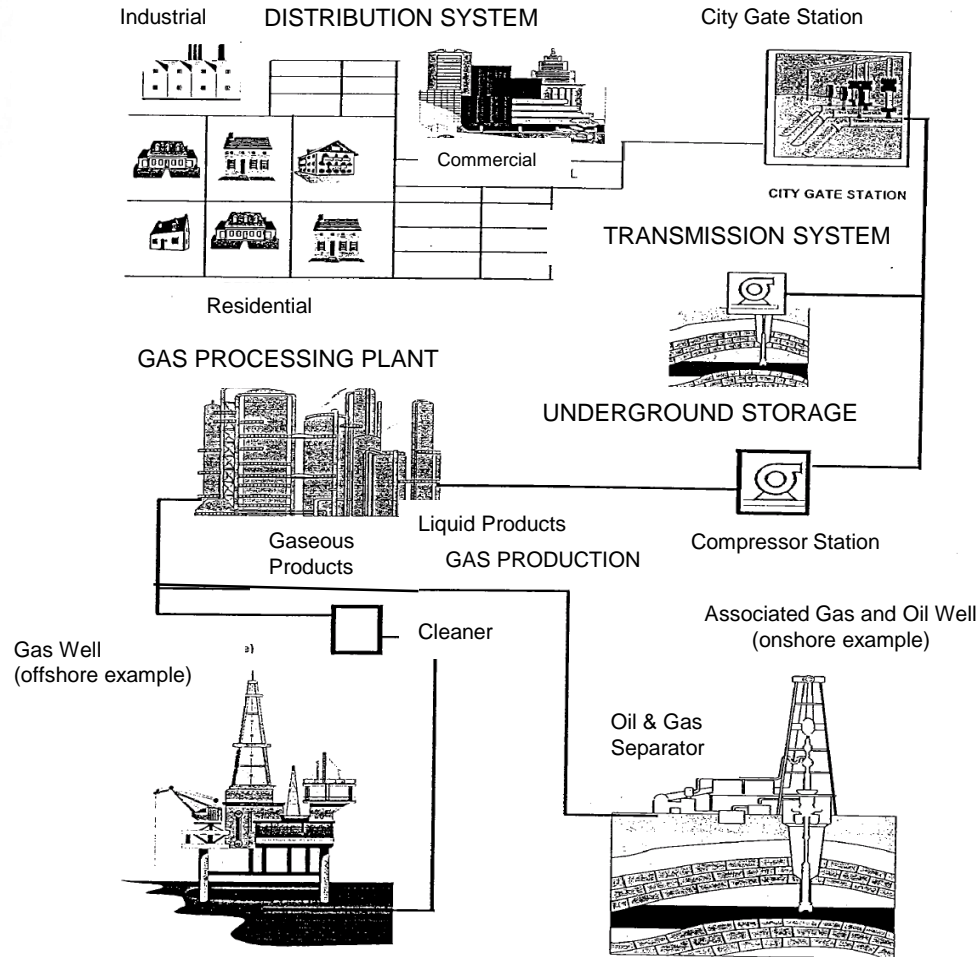 Industrial
DISTRIBUTION SYSTEM
City Gate Station
Commercial
L
CITY GATE STATION
TRANSMISSION SYSTEM
Residential
GAS PROCESSING PLANT
UNDERGROUND STORAGE
Liquid Products
Gaseous
Products
GAS PRODUCTION
Compressor Station
Cleaner
Associated Gas and Oil Well
(onshore example)
Gas Well
(offshore example)
e)
Oil & Gas
Separator